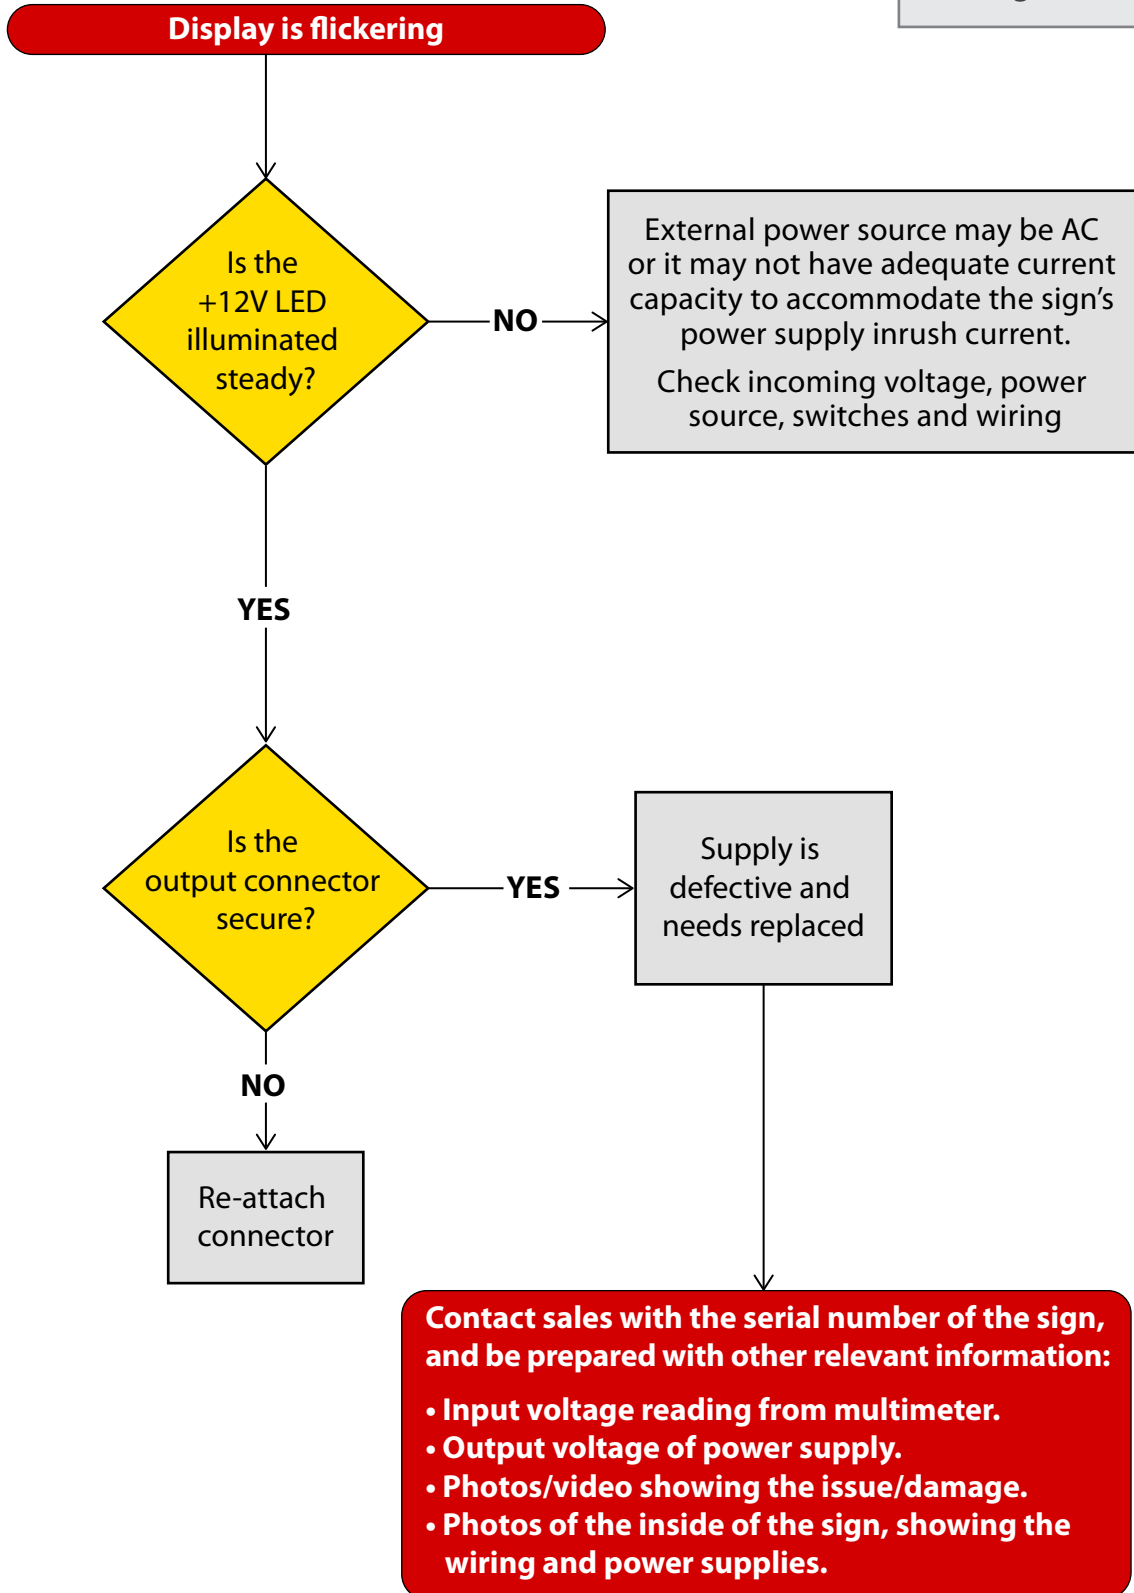 Display is flickering
Is the
+12V LED
illuminated
steady?
NO
External power source may be AC
or it may not have adequate current
capacity to accommodate the sign’s
power supply inrush current.
Check incoming voltage, power
source, switches and wiring
YES
Is the
output connector
secure?
YES
Supply is
defective and
needs replaced
NO
Re-attach
connector
Contact sales with the serial number of the sign,
and be prepared with other relevant information:
• Input voltage reading from multimeter.
• Output voltage of power supply.
• Photos/video showing the issue/damage.
• Photos of the inside of the sign, showing the
wiring and power supplies.